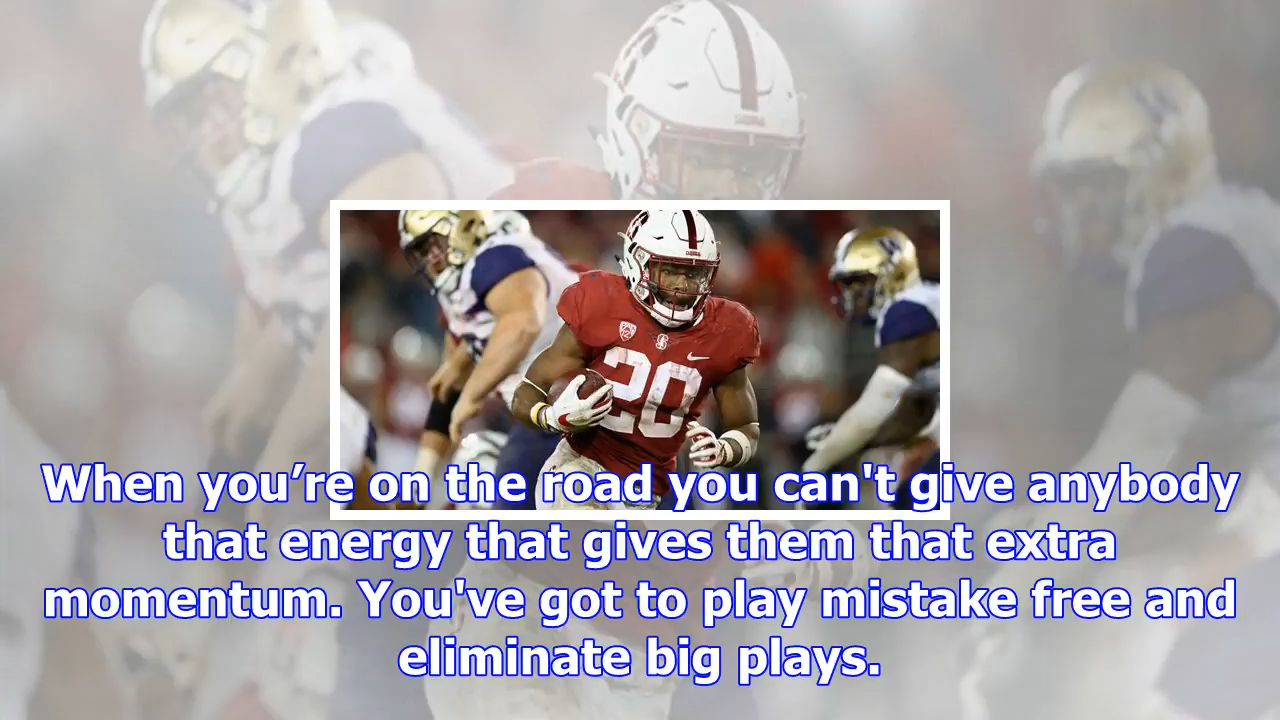 20
When you’re on the road you can't give anybody
that energy that gives them that extra
momentum. You've got to play mistake free and
eliminate big plays.